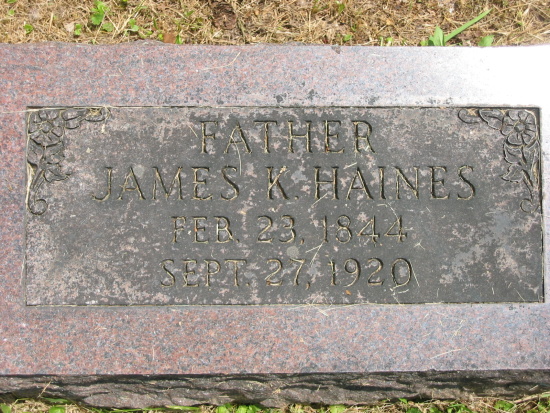 FATHER
JAMES K. HAINES
FEB. 23, 1844
SEPT. 27, 1920